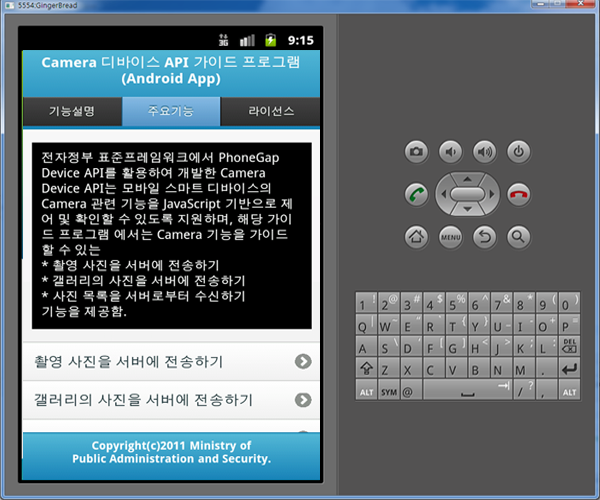 5554:GingerBread
3G 9:15
Camera 디바이스 API 가이드 프로그램
(Android App)
기능설명 주요기능 라이선스
전자정부 표준프레임워크에서 PhoneGap
Device API를 활용하여 개발한 Camera
Device API는 모바일 스마트 디바이스의
Camera 관련 기능을 JavaScript 기반으로 제
어 및 확인할 수 있도록 지원하며, 해당 가이
드 프로그램 에서는 Camera 기능을 가이드
할 수 있는
* 촬영 사진을 서버에 전송하기
* 갤러리의 사진을 서버에 전송하기
* 사진 목록을 서버로부터 수신하기
기능을 제공함.
촬영 사진을 서버에 전송하기
갤러리의 사진을 서버에 전송하기
Copyright(c)2011 Ministry of
Public Administration and Security.
MENU
1 ! 2 @ 3 # 4 $ 5 % 6 ^ 7 & 8 * 9 ( 0 )
Q | W ~ E " R ` T { Y } U _ I - O + P =
A S \ D ' F [ G ] H < J > K ; L : DEL
Z X C V B N M .
ALT SYM @ / ? , ALT